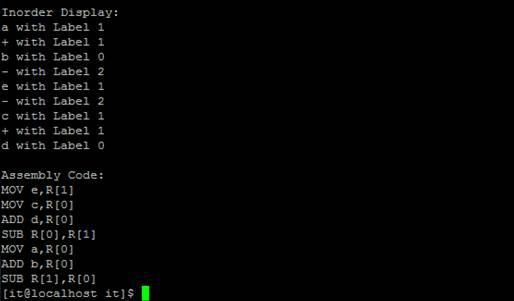 Inorder Display:
a with Label 1
+ with Label 1
b with Label 0
- with Label 2
e with Label 1
- with Label 2
c with Label 1
+ with Label 1
d with Label 0
Assembly Code:
MOV e,R[1]
MOV c,R[0]
ADD d,R[0]
SUB R[0],R[1]
MOV a,R[0]
ADD b,R[0]
SUB R[1],R[0]
[it@localhost it]$